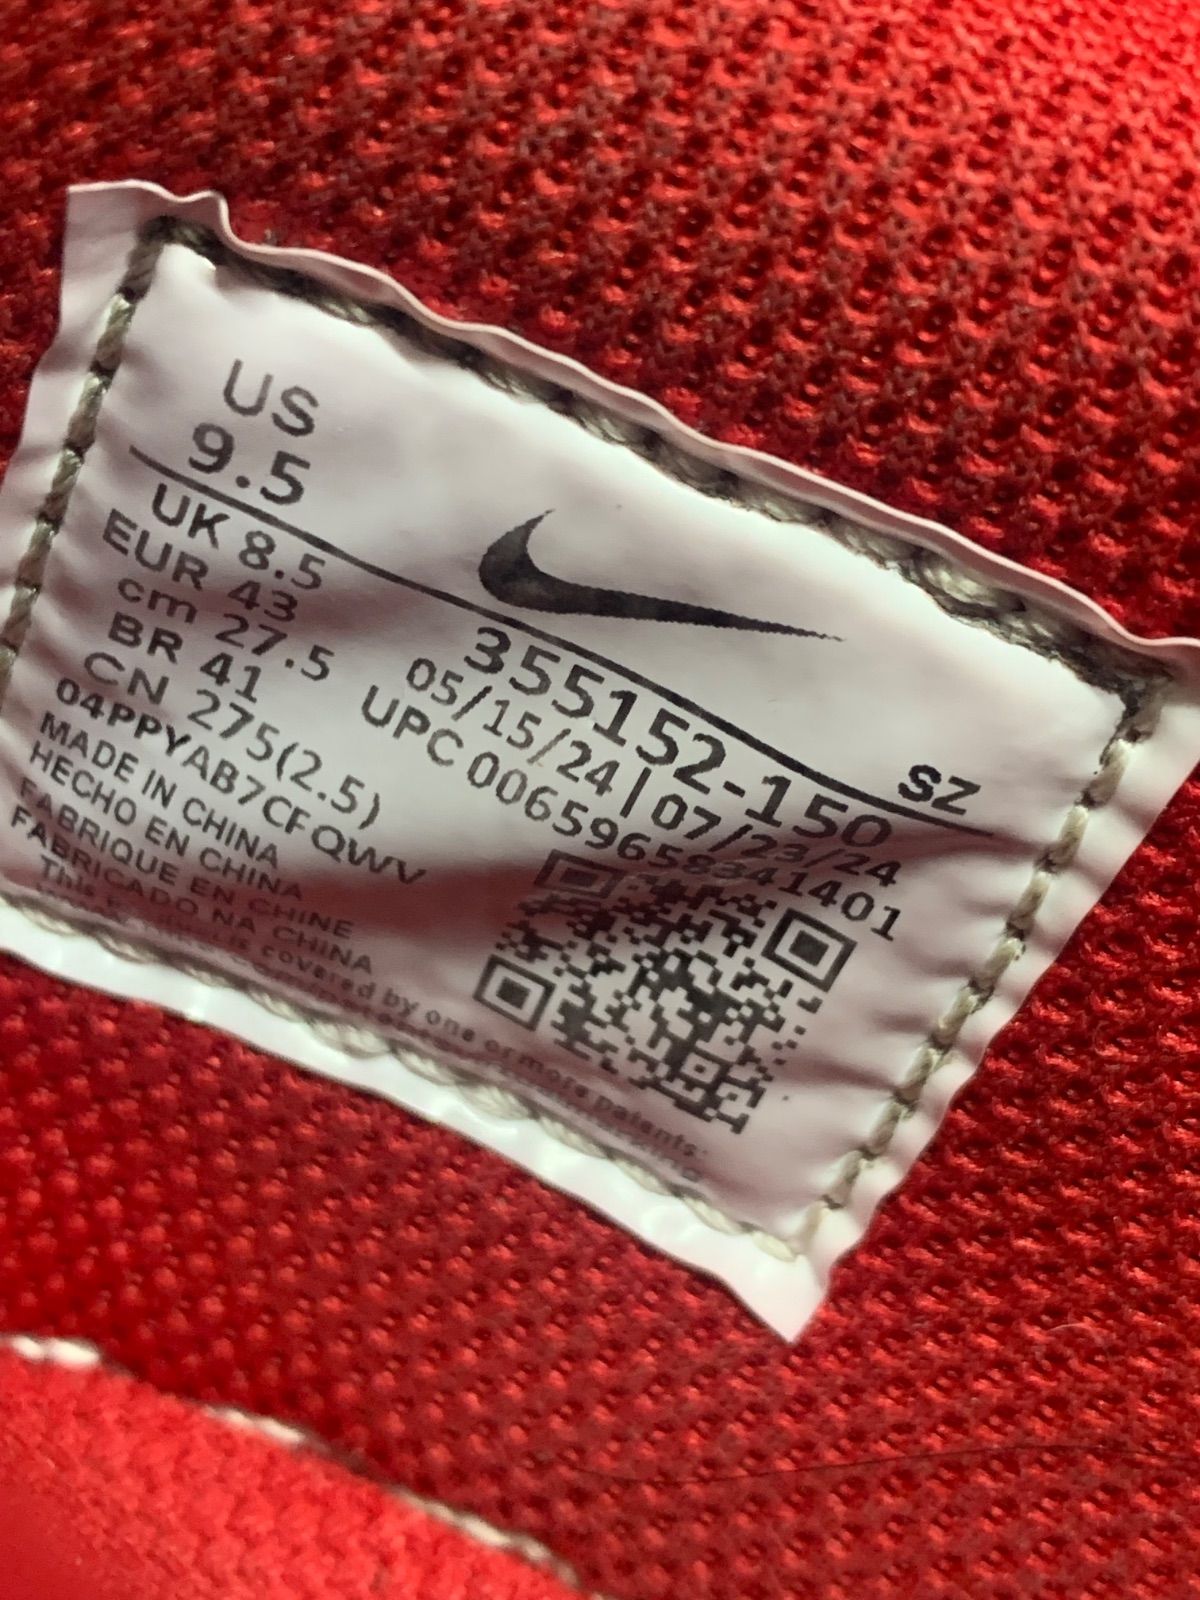 US
9.5
UK 8.5
EUR 43
cm 27.5
BR 41
CN 275(2.5)
04PPYAB7CFQWV
MADE IN CHINA
HECHO EN CHINA
FABRIQUE EN CHINE
FABRICADO NA CHINA
This
is covered by one or more patents:
SZ
355152-150
05/15/24 | 07/23/24
UPC 00659658341401